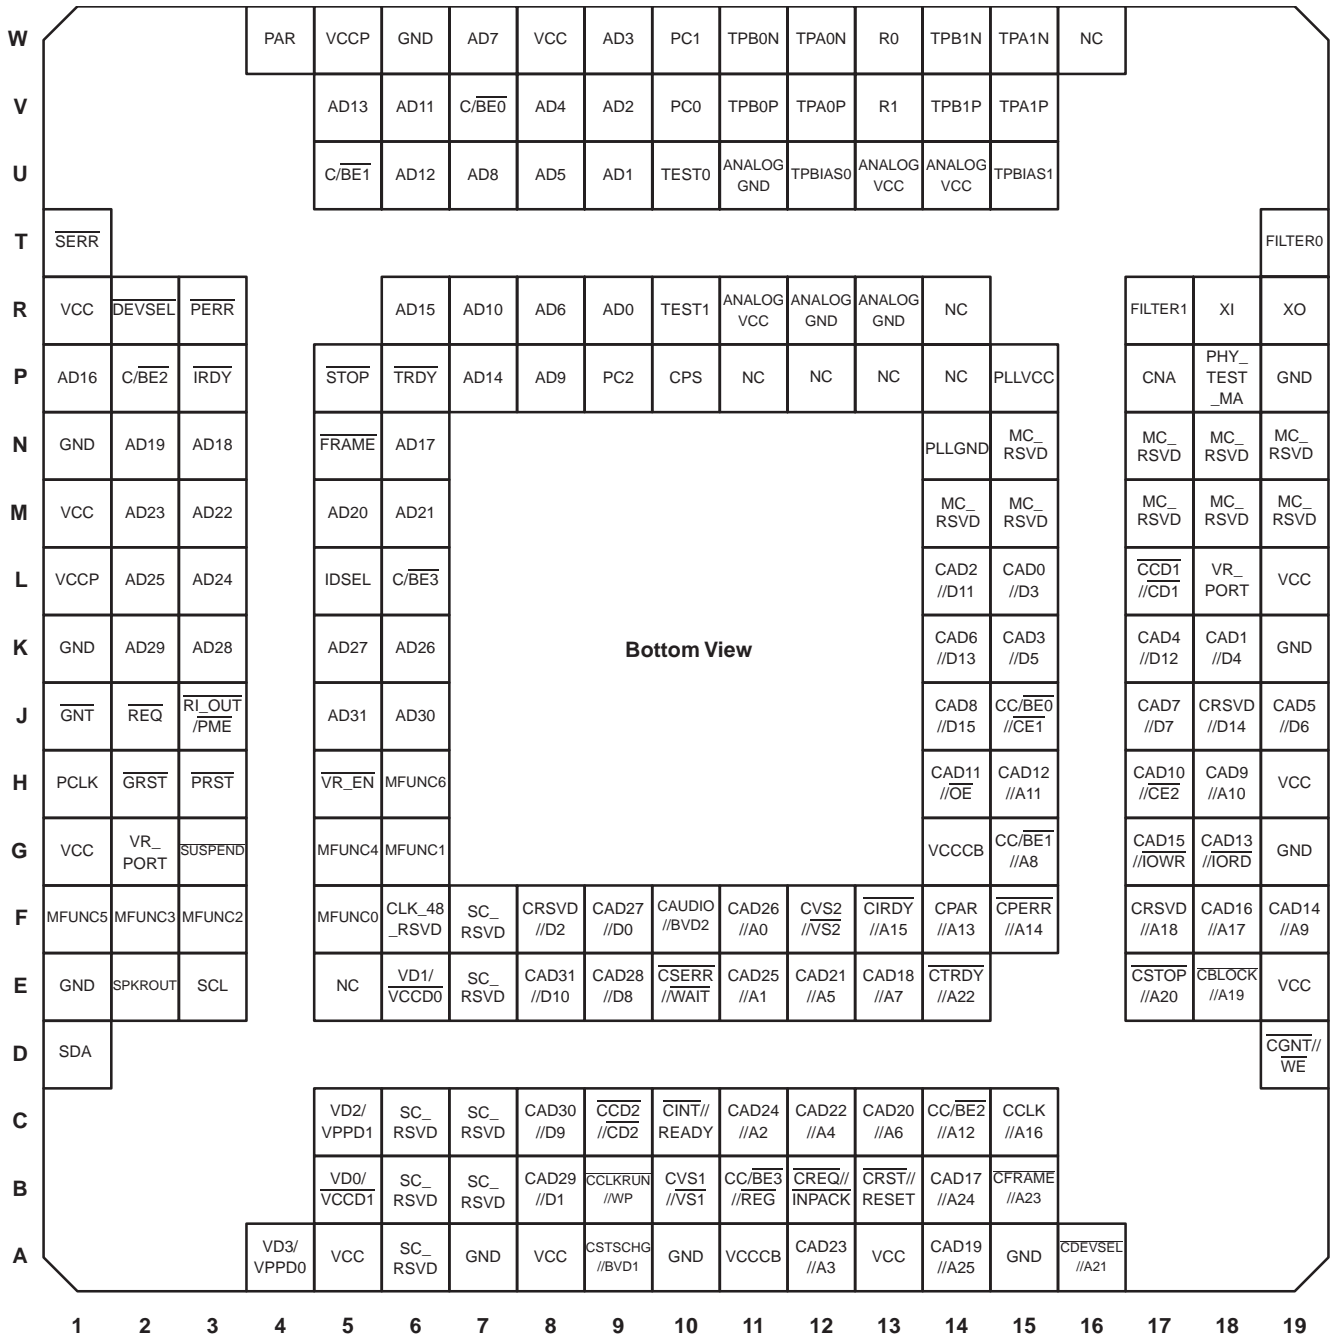 W PAR VCCP GND AD7 VCC AD3 PC1 TPB0N TPA0N R0 TPB1N TPA1N NC
V AD13 AD11 C/BE0 AD4 AD2 PC0 TPB0P TPA0P R1 TPB1P TPA1P
U C/BE1 AD12 AD8 AD5 AD1 TEST0 ANALOG GND TPBIAS0 ANALOG VCC ANALOG VCC TPBIAS1
T SERR FILTER0
R VCC DEVSEL PERR AD15 AD10 AD6 AD0 TEST1 ANALOG VCC ANALOG GND ANALOG GND NC FILTER1 XI XO
P AD16 C/BE2 IRDY STOP TRDY AD14 AD9 PC2 CPS NC NC NC NC PLLVCC CNA PHY_ TEST _MA GND
N GND AD19 AD18 FRAME AD17 PLLGND MC_ RSVD MC_ RSVD MC_ RSVD MC_ RSVD
M VCC AD23 AD22 AD20 AD21 MC_ RSVD MC_ RSVD MC_ RSVD MC_ RSVD MC_ RSVD
L VCCP AD25 AD24 IDSEL C/BE3 CAD2 //D11 CAD0 //D3 CCD1 //CD1 VR_ PORT VCC
K GND AD29 AD28 AD27 AD26 Bottom View CAD6 //D13 CAD3 //D5 CAD4 //D12 CAD1 //D4 GND
J GNT REQ RI_OUT /PME AD31 AD30 CAD8 //D15 CC/BE0 //CE1 CAD7 //D7 CRSVD //D14 CAD5 //D6
H PCLK GRST PRST VR_EN MFUNC6 CAD11 //OE CAD12 //A11 CAD10 //CE2 CAD9 //A10 VCC
G VCC VR_ PORT SUSPEND MFUNC4 MFUNC1 VCCCB CC/BE1 //A8 CAD15 //IOWR CAD13 //IORD GND
F MFUNC5 MFUNC3 MFUNC2 MFUNC0 CLK_48 _RSVD SC_ RSVD CRSVD //D2 CAD27 //D0 CAUDIO //BVD2 CAD26 //A0 CVS2 //VS2 CIRDY //A15 CPAR //A13 CPERR //A14 CRSVD //A18 CAD16 //A17 CAD14 //A9
E GND SPKROUT SCL NC VD1/ VCCD0 SC_ RSVD CAD31 //D10 CAD28 //D8 CSERR //WAIT CAD25 //A1 CAD21 //A5 CAD18 //A7 CTRDY //A22 CSTOP //A20 CBLOCK //A19 VCC
D SDA CGNT// WE
C VD2/ VPPD1 SC_ RSVD SC_ RSVD CAD30 //D9 CCD2 //CD2 CINT// READY CAD24 //A2 CAD22 //A4 CAD20 //A6 CC/BE2 //A12 CCLK //A16
B VD0/ VCCD1 SC_ RSVD SC_ RSVD CAD29 //D1 CCLKRUN //WP CVS1 //VS1 CC/BE3 //REG CREQ// INPACK CRST// RESET CAD17 //A24 CFRAME //A23
A VD3/ VPPD0 VCC SC_ RSVD GND VCC CSTSCHG //BVD1 GND VCCCB CAD23 //A3 VCC CAD19 //A25 GND CDEVSEL //A21
1 2 3 4 5 6 7 8 9 10 11 12 13 14 15 16 17 18 19